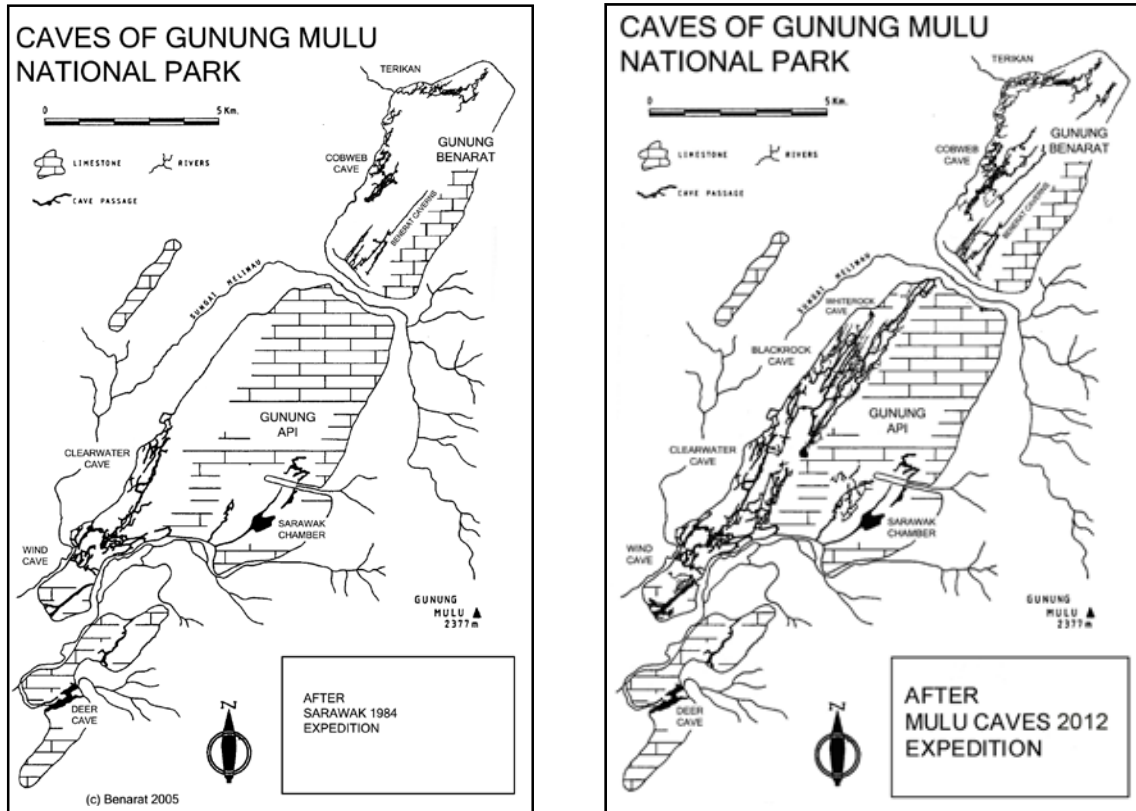 CAVES OF GUNUNG MULU
NATIONAL PARK
0 5 Km.
LIMESTONE
RIVERS
CAVE PASSAGE
TERIKAN
COBWEB
CAVE
GUNUNG
BENARAT
BENERAT CAVERNS
SUNGAI MELINAU
GUNUNG
API
CLEARWATER
CAVE
SARAWAK
CHAMBER
WIND
CAVE
GUNUNG
MULU
2377m
DEER
CAVE
N
AFTER
SARAWAK 1984
EXPEDITION
(c) Benarat 2005
CAVES OF GUNUNG MULU
NATIONAL PARK
0 5 Km.
LIMESTONE
RIVERS
CAVE PASSAGE
TERIKAN
COBWEB
CAVE
GUNUNG
BENARAT
BENERAT CAVERNS
SUNGAI MELINAU
WHITEROCK
CAVE
BLACKROCK
CAVE
GUNUNG
API
CLEARWATER
CAVE
SARAWAK
CHAMBER
WIND
CAVE
GUNUNG
MULU
2377m
DEER
CAVE
N
AFTER
MULU CAVES 2012
EXPEDITION